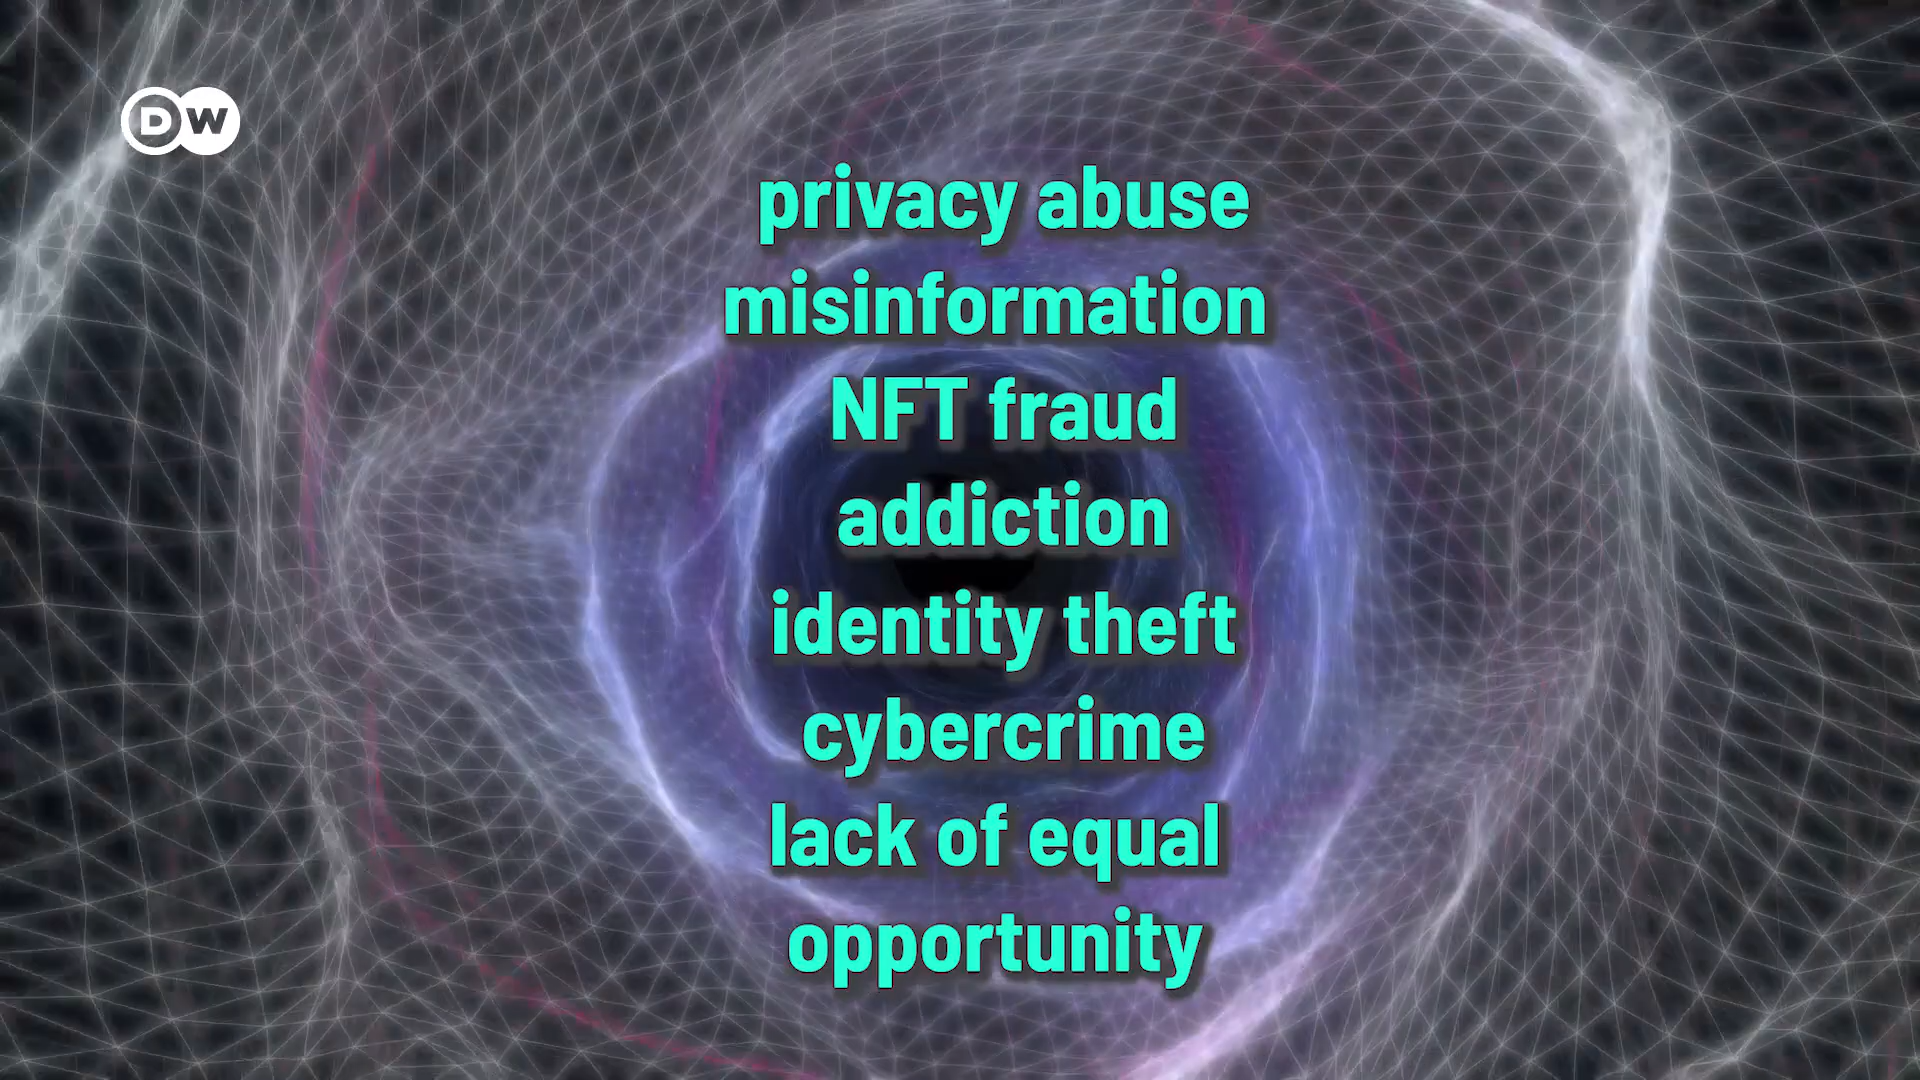 DW
privacy abuse
misinformation
NFT fraud
addiction
identity theft
cybercrime
lack of equal
opportunity